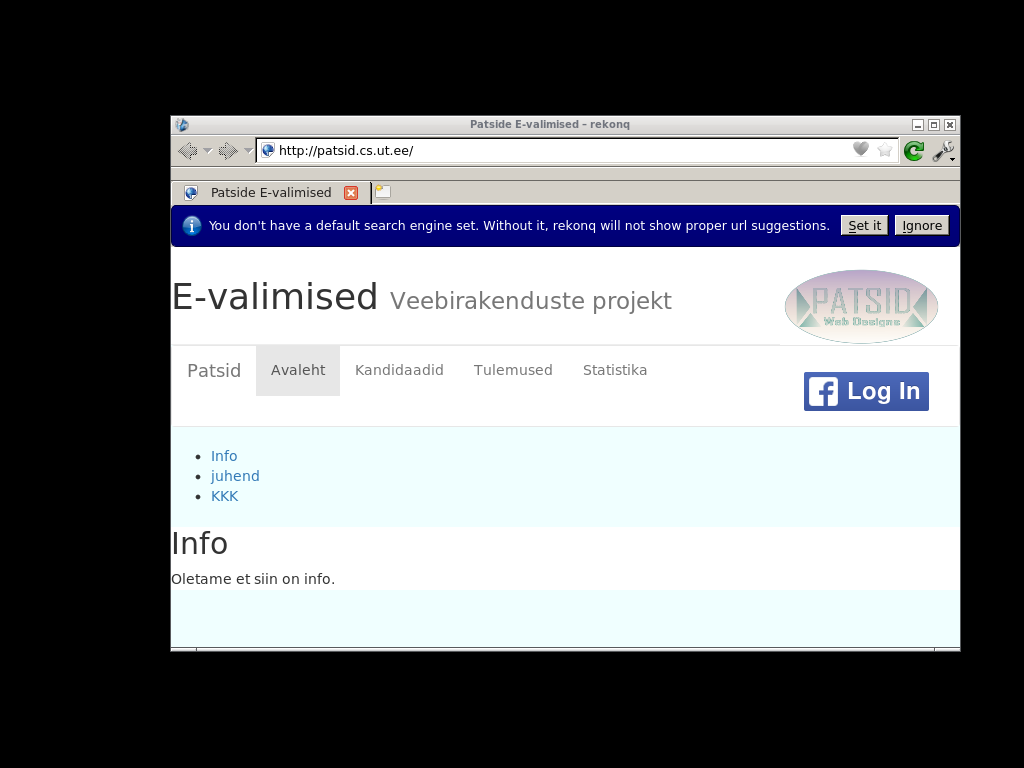 Patside E-valimised – rekonq
http://patsid.cs.ut.ee/
Patside E-valimised
You don't have a default search engine set. Without it, rekonq will not show proper url suggestions. Set it Ignore
E-valimised Veebirakenduste projekt
PATSID
Web Designs
Patsid Avaleht Kandidaadid Tulemused Statistika
f Log In
Info
juhend
KKK
Info
Oletame et siin on info.